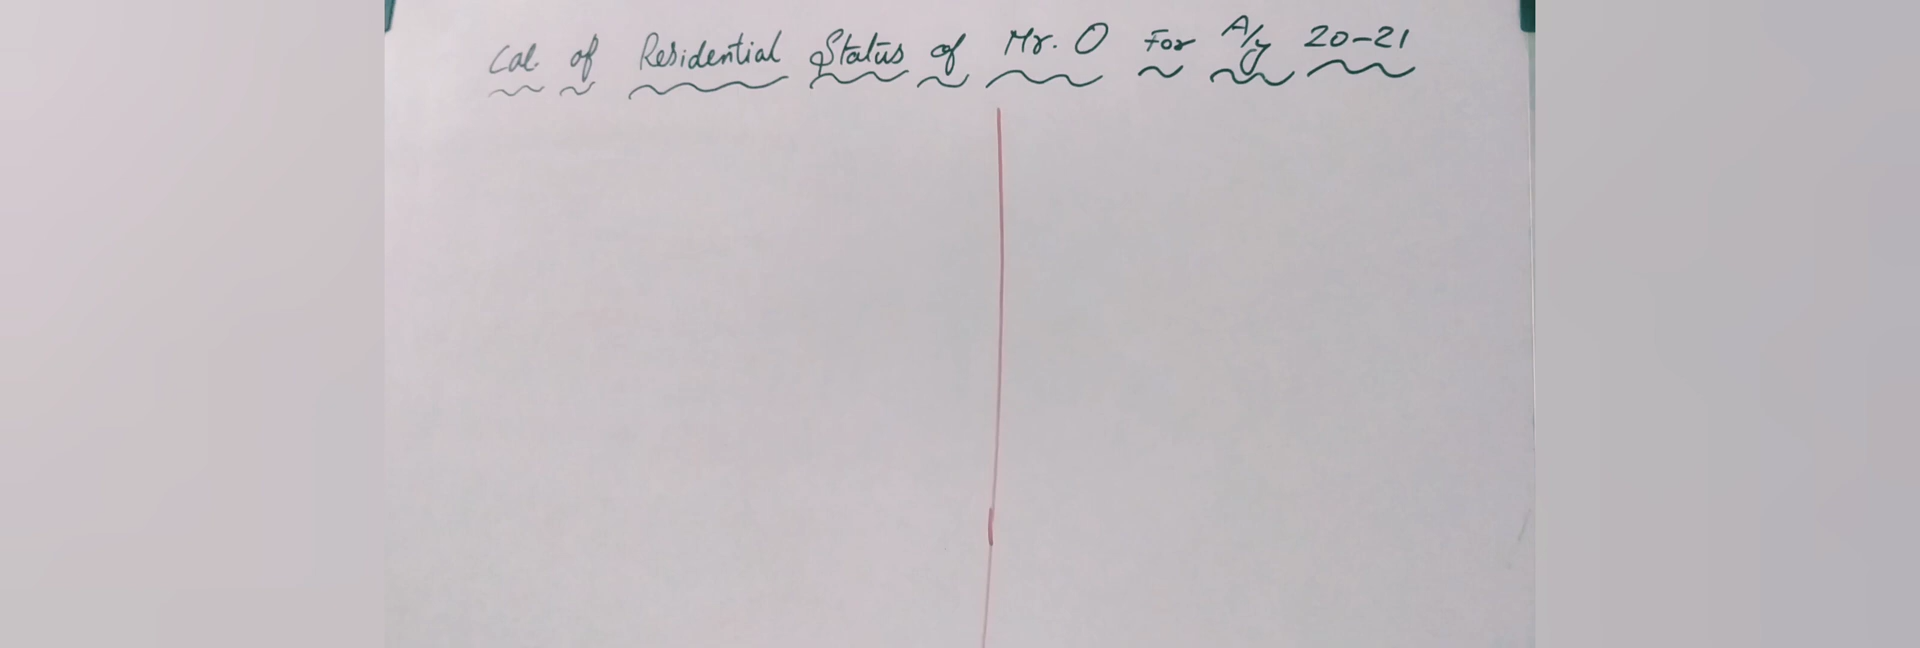 Cal. of Residential Status of Mr. O For A/y 20-21